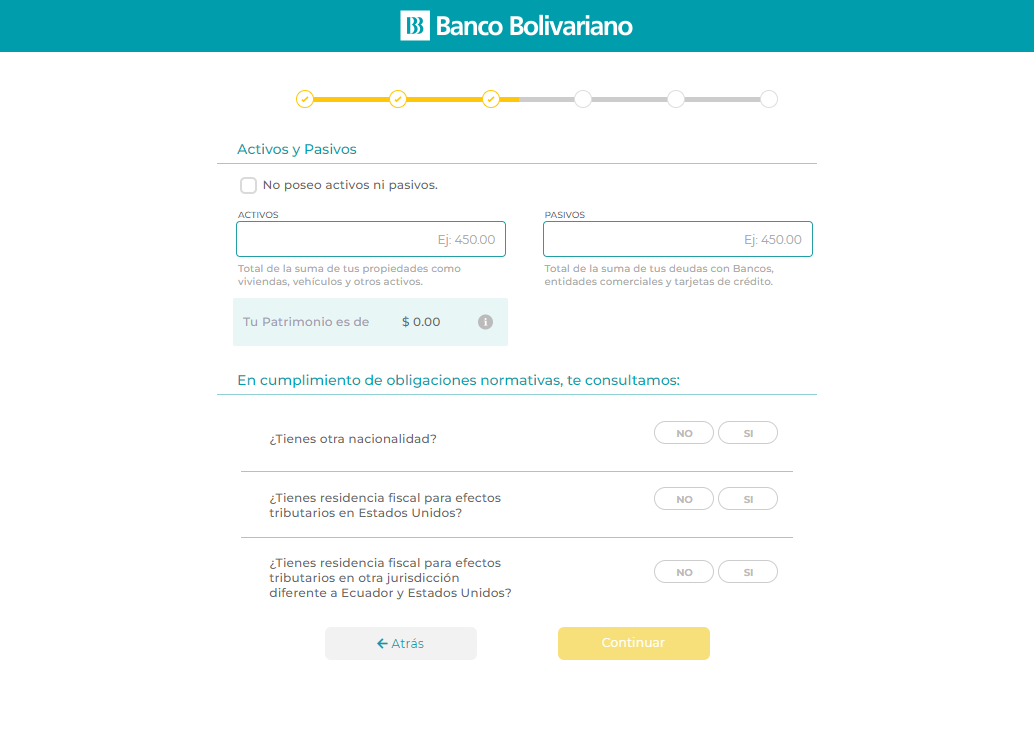 Banco Bolivariano
Activos y Pasivos
No poseo activos ni pasivos.
ACTIVOS
Ej: 450.00
Total de la suma de tus propiedades como
viviendas, vehículos y otros activos.
PASIVOS
Ej: 450.00
Total de la suma de tus deudas con Bancos,
entidades comerciales y tarjetas de crédito.
Tu Patrimonio es de $ 0.00
En cumplimiento de obligaciones normativas, te consultamos:
¿Tienes otra nacionalidad?
NO SI
¿Tienes residencia fiscal para efectos
tributarios en Estados Unidos?
NO SI
¿Tienes residencia fiscal para efectos
tributarios en otra jurisdicción
diferente a Ecuador y Estados Unidos?
NO SI
Atrás
Continuar